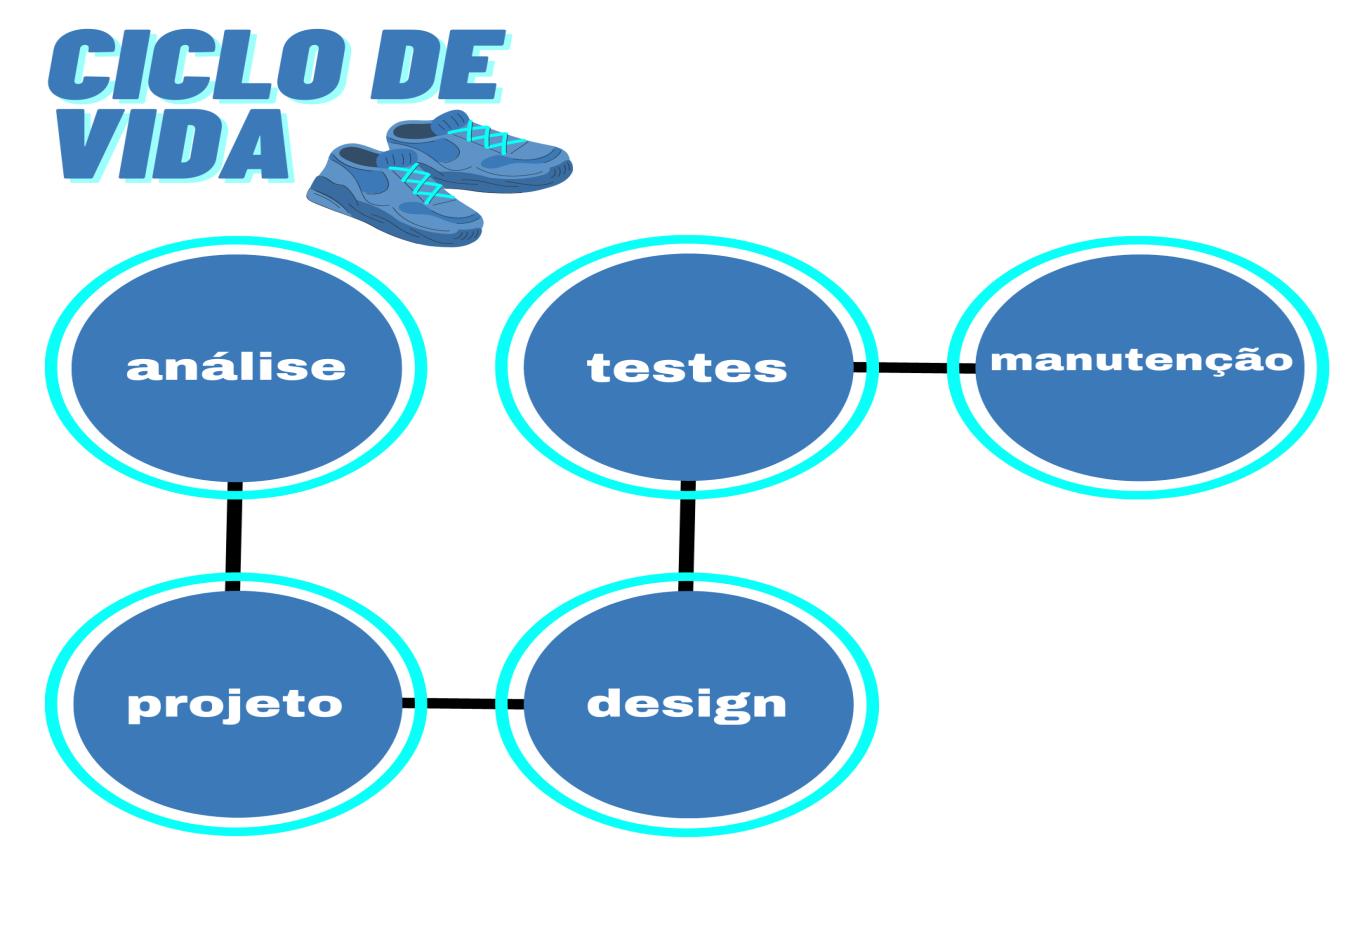 CICLO DE
VIDA
análise
testes
manutenção
projeto
design